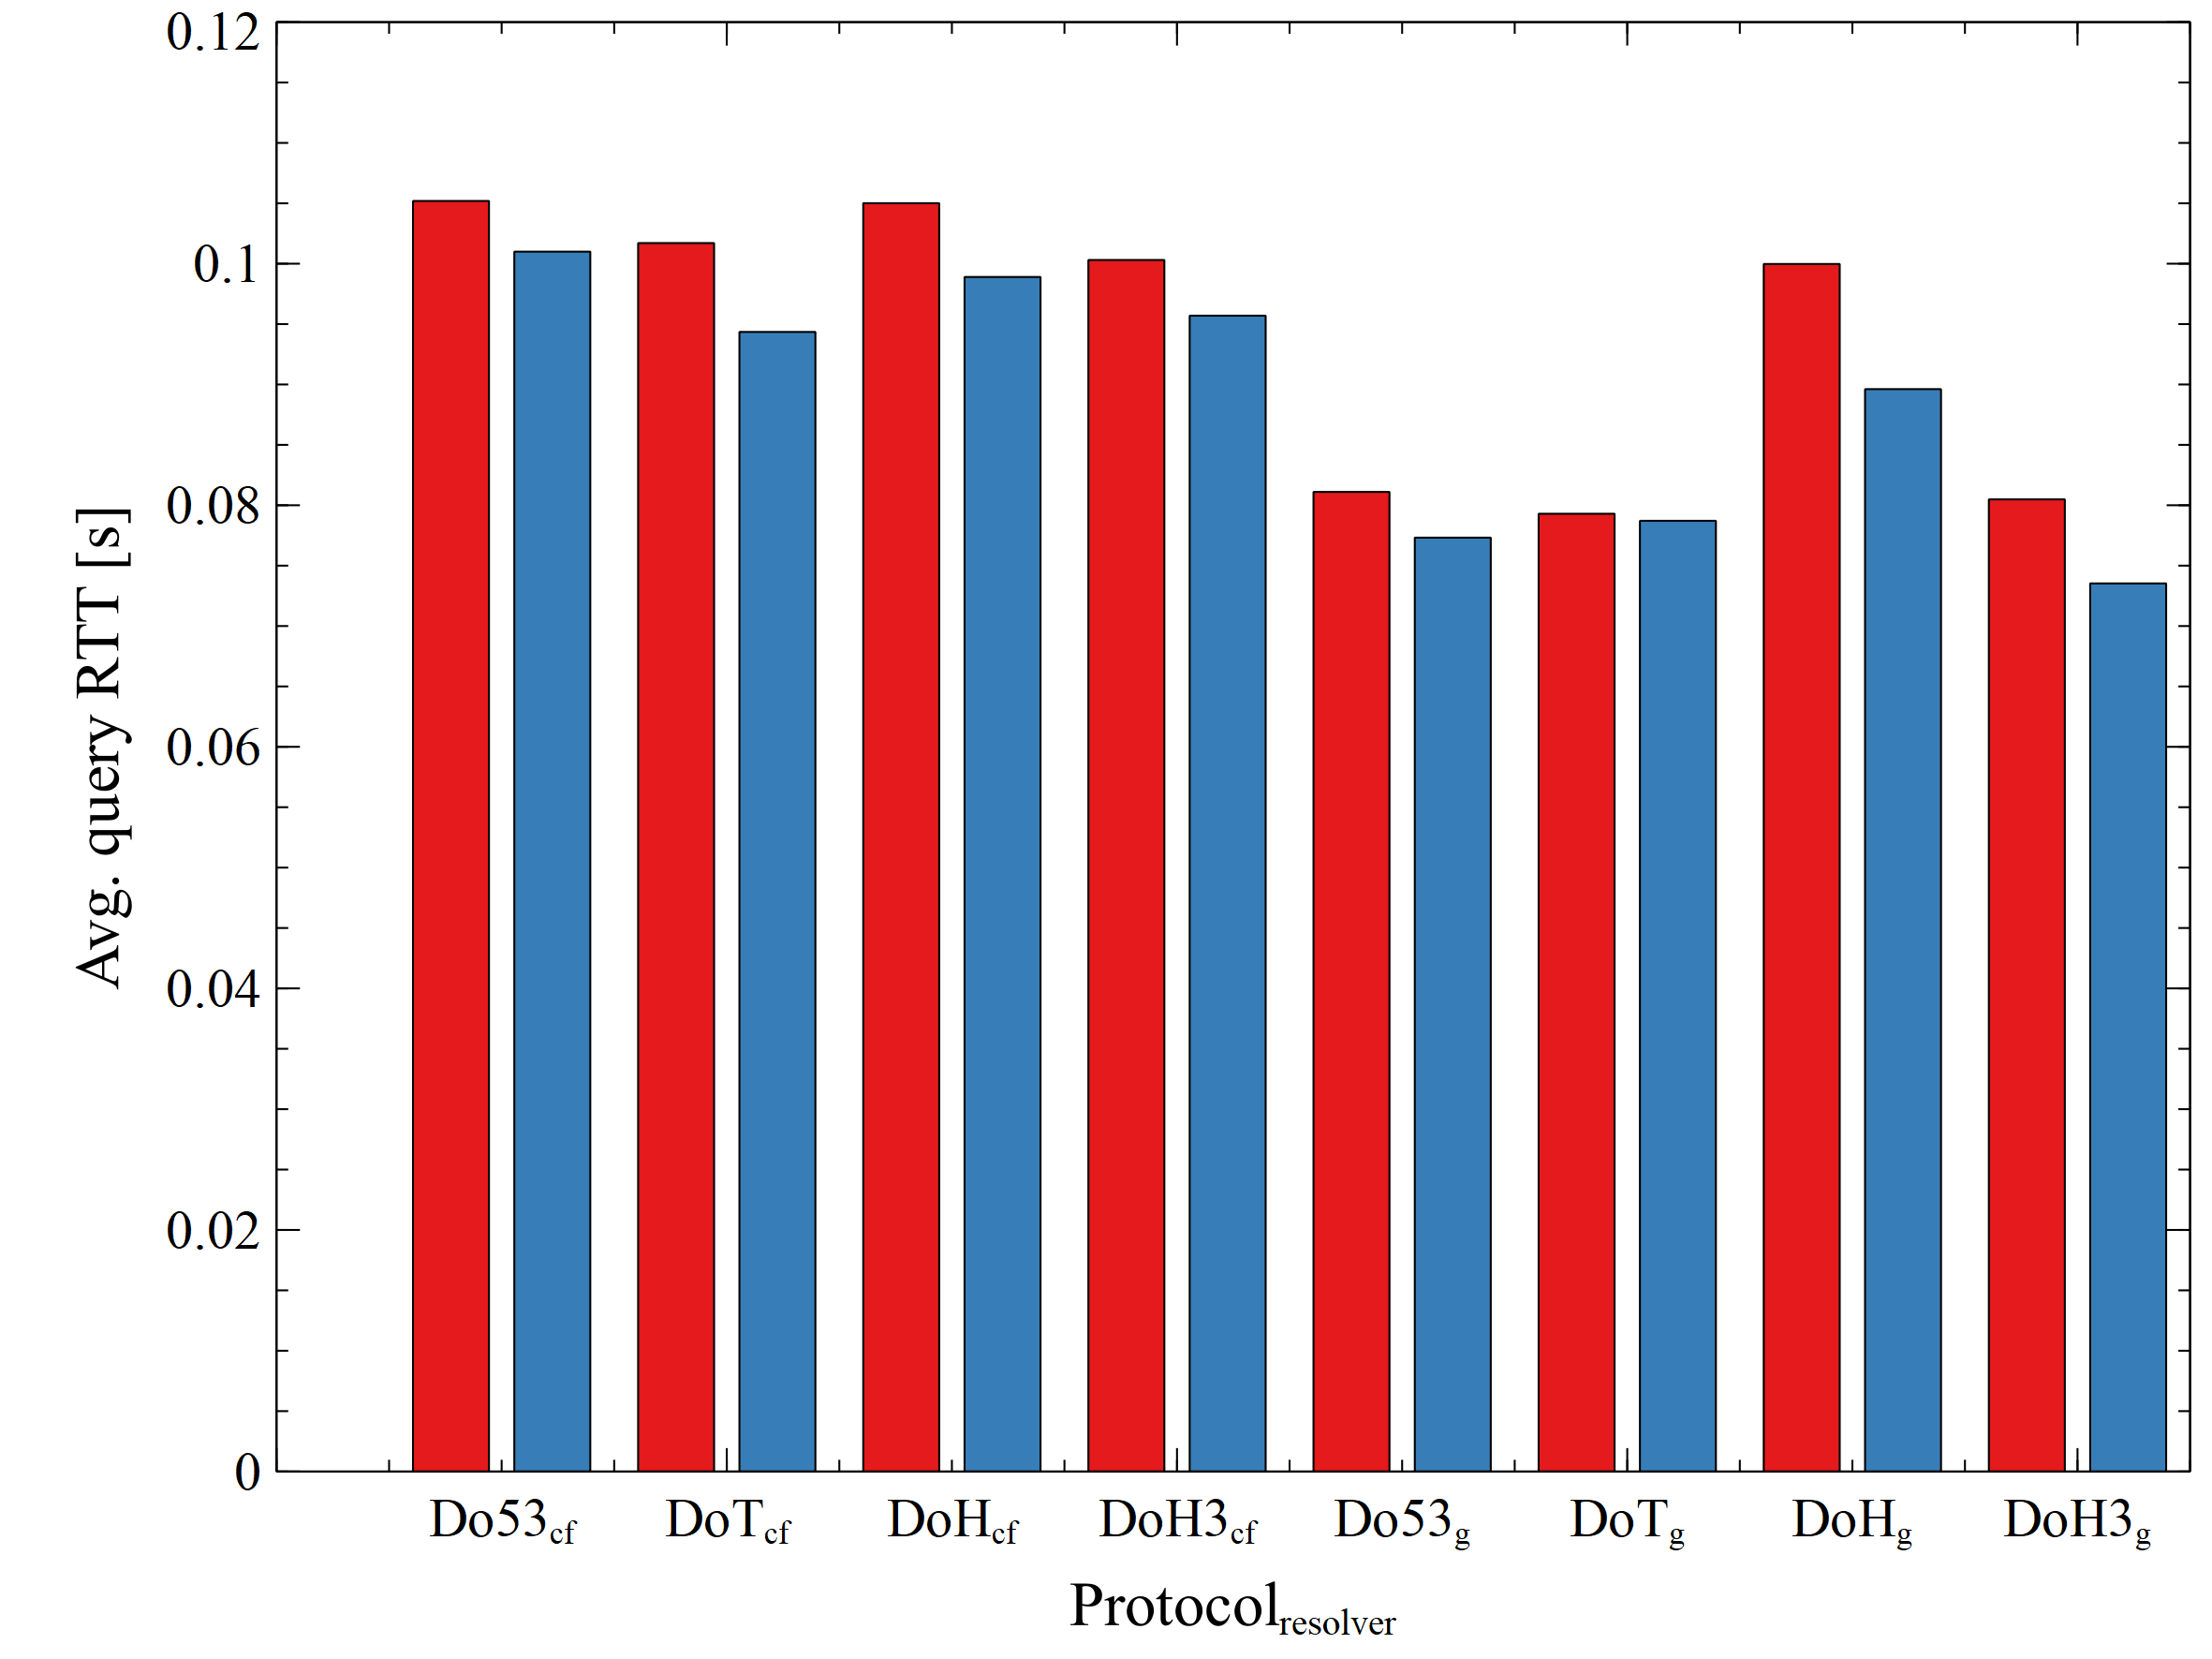 0.12
0.1
0.08
0.06
0.04
0.02
0
Avg. query RTT [s]
Do53cf DoTcf DoHcf DoH3cf Do53g DoTg DoHg DoH3g
Protocolresolver